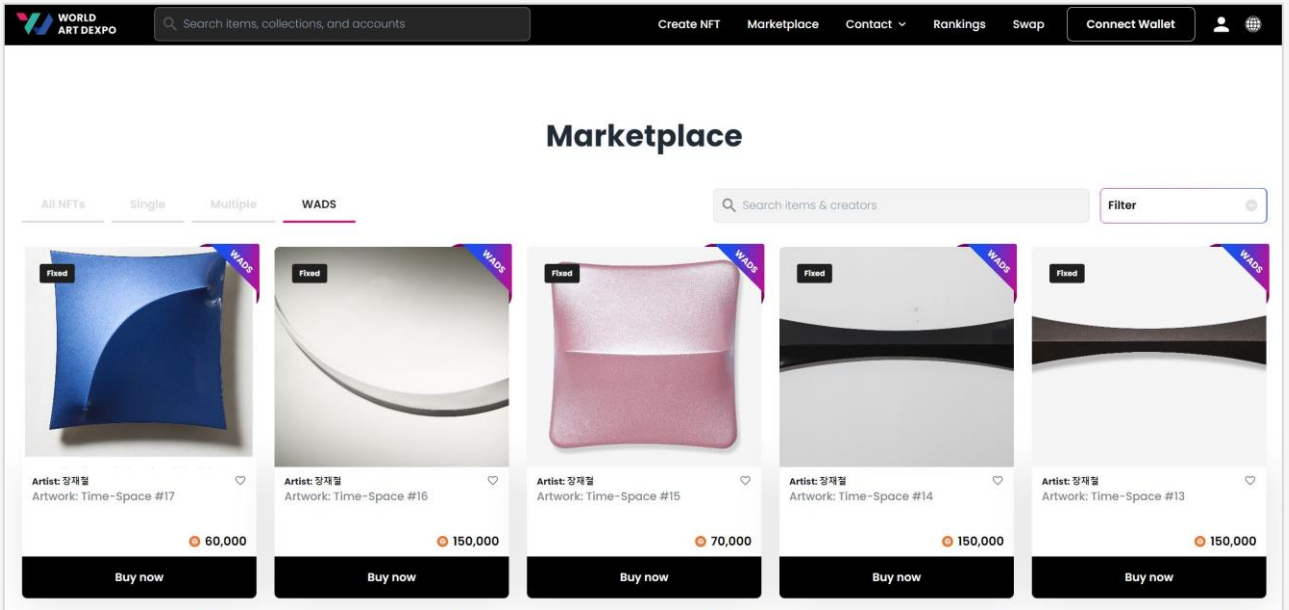 WORLD
ART DEXPO
Search items, collections, and accounts
Create NFT
Marketplace
Contact
Rankings
Swap
Connect Wallet
Marketplace
All NFTs
Single
Multiple
WADS
Search items & creators
Filter
Fixed
WADS
Fixed
WADS
Fixed
WADS
Fixed
WADS
Fixed
WADS
Artist: 장재철
Artwork: Time-Space #17
60,000
Buy now
Artist: 장재철
Artwork: Time-Space #16
150,000
Buy now
Artist: 장재철
Artwork: Time-Space #15
70,000
Buy now
Artist: 장재철
Artwork: Time-Space #14
150,000
Buy now
Artist: 장재철
Artwork: Time-Space #13
150,000
Buy now